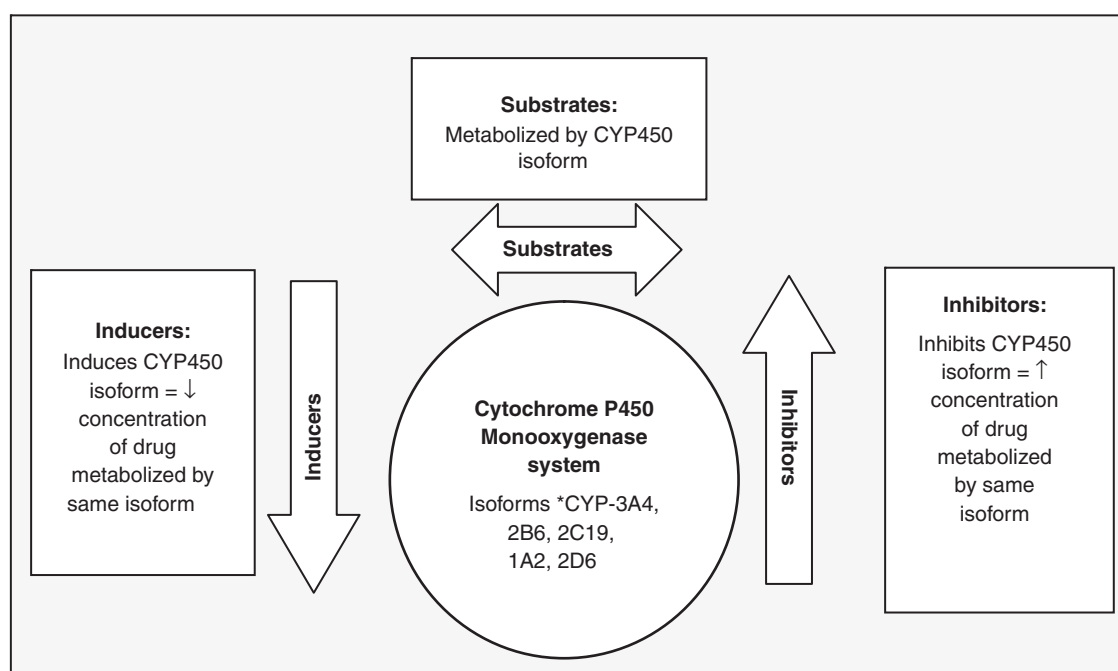 Substrates:
Metabolized by CYP450
isoform
Substrates
Inducers:
Induces CYP450
isoform = ↓
concentration
of drug
metabolized by
same isoform
Inducers
Cytochrome P450
Monooxygenase
system
Isoforms *CYP-3A4,
2B6, 2C19,
1A2, 2D6
Inhibitors
Inhibitors:
Inhibits CYP450
isoform = ↑
concentration
of drug
metabolized
by same
isoform